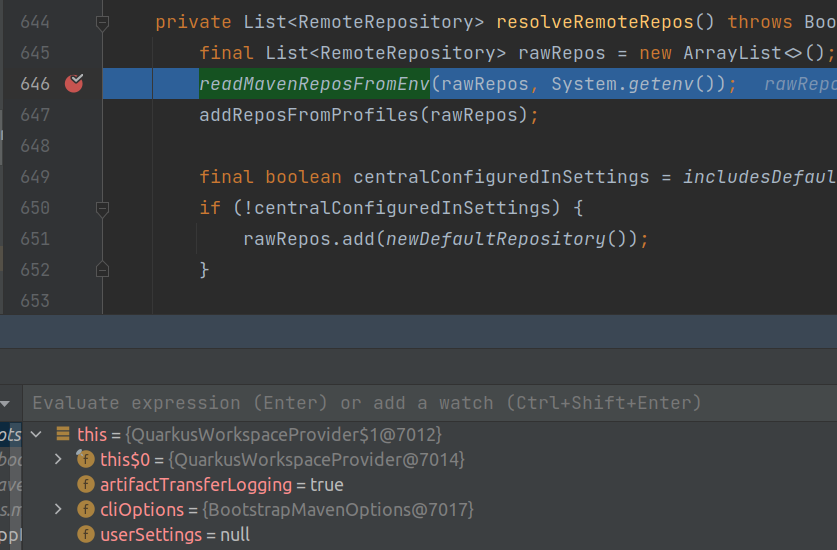 644 private List<RemoteRepository> resolveRemoteRepos() throws Boo
645 final List<RemoteRepository> rawRepos = new ArrayList<>();
646 readMavenReposFromEnv(rawRepos, System.getenv()); rawRepo
647 addReposFromProfiles(rawRepos);
648
649 final boolean centralConfiguredInSettings = includesDefaul
650 if (!centralConfiguredInSettings) {
651 rawRepos.add(newDefaultRepository());
652 }
653
Evaluate expression (Enter) or add a watch (Ctrl+Shift+Enter)
ots this = {QuarkusWorkspaceProvider$1@7012}
boo this$0 = {QuarkusWorkspaceProvider@7014}
ave artifactTransferLogging = true
s.m cliOptions = {BootstrapMavenOptions@7017}
userSettings = null